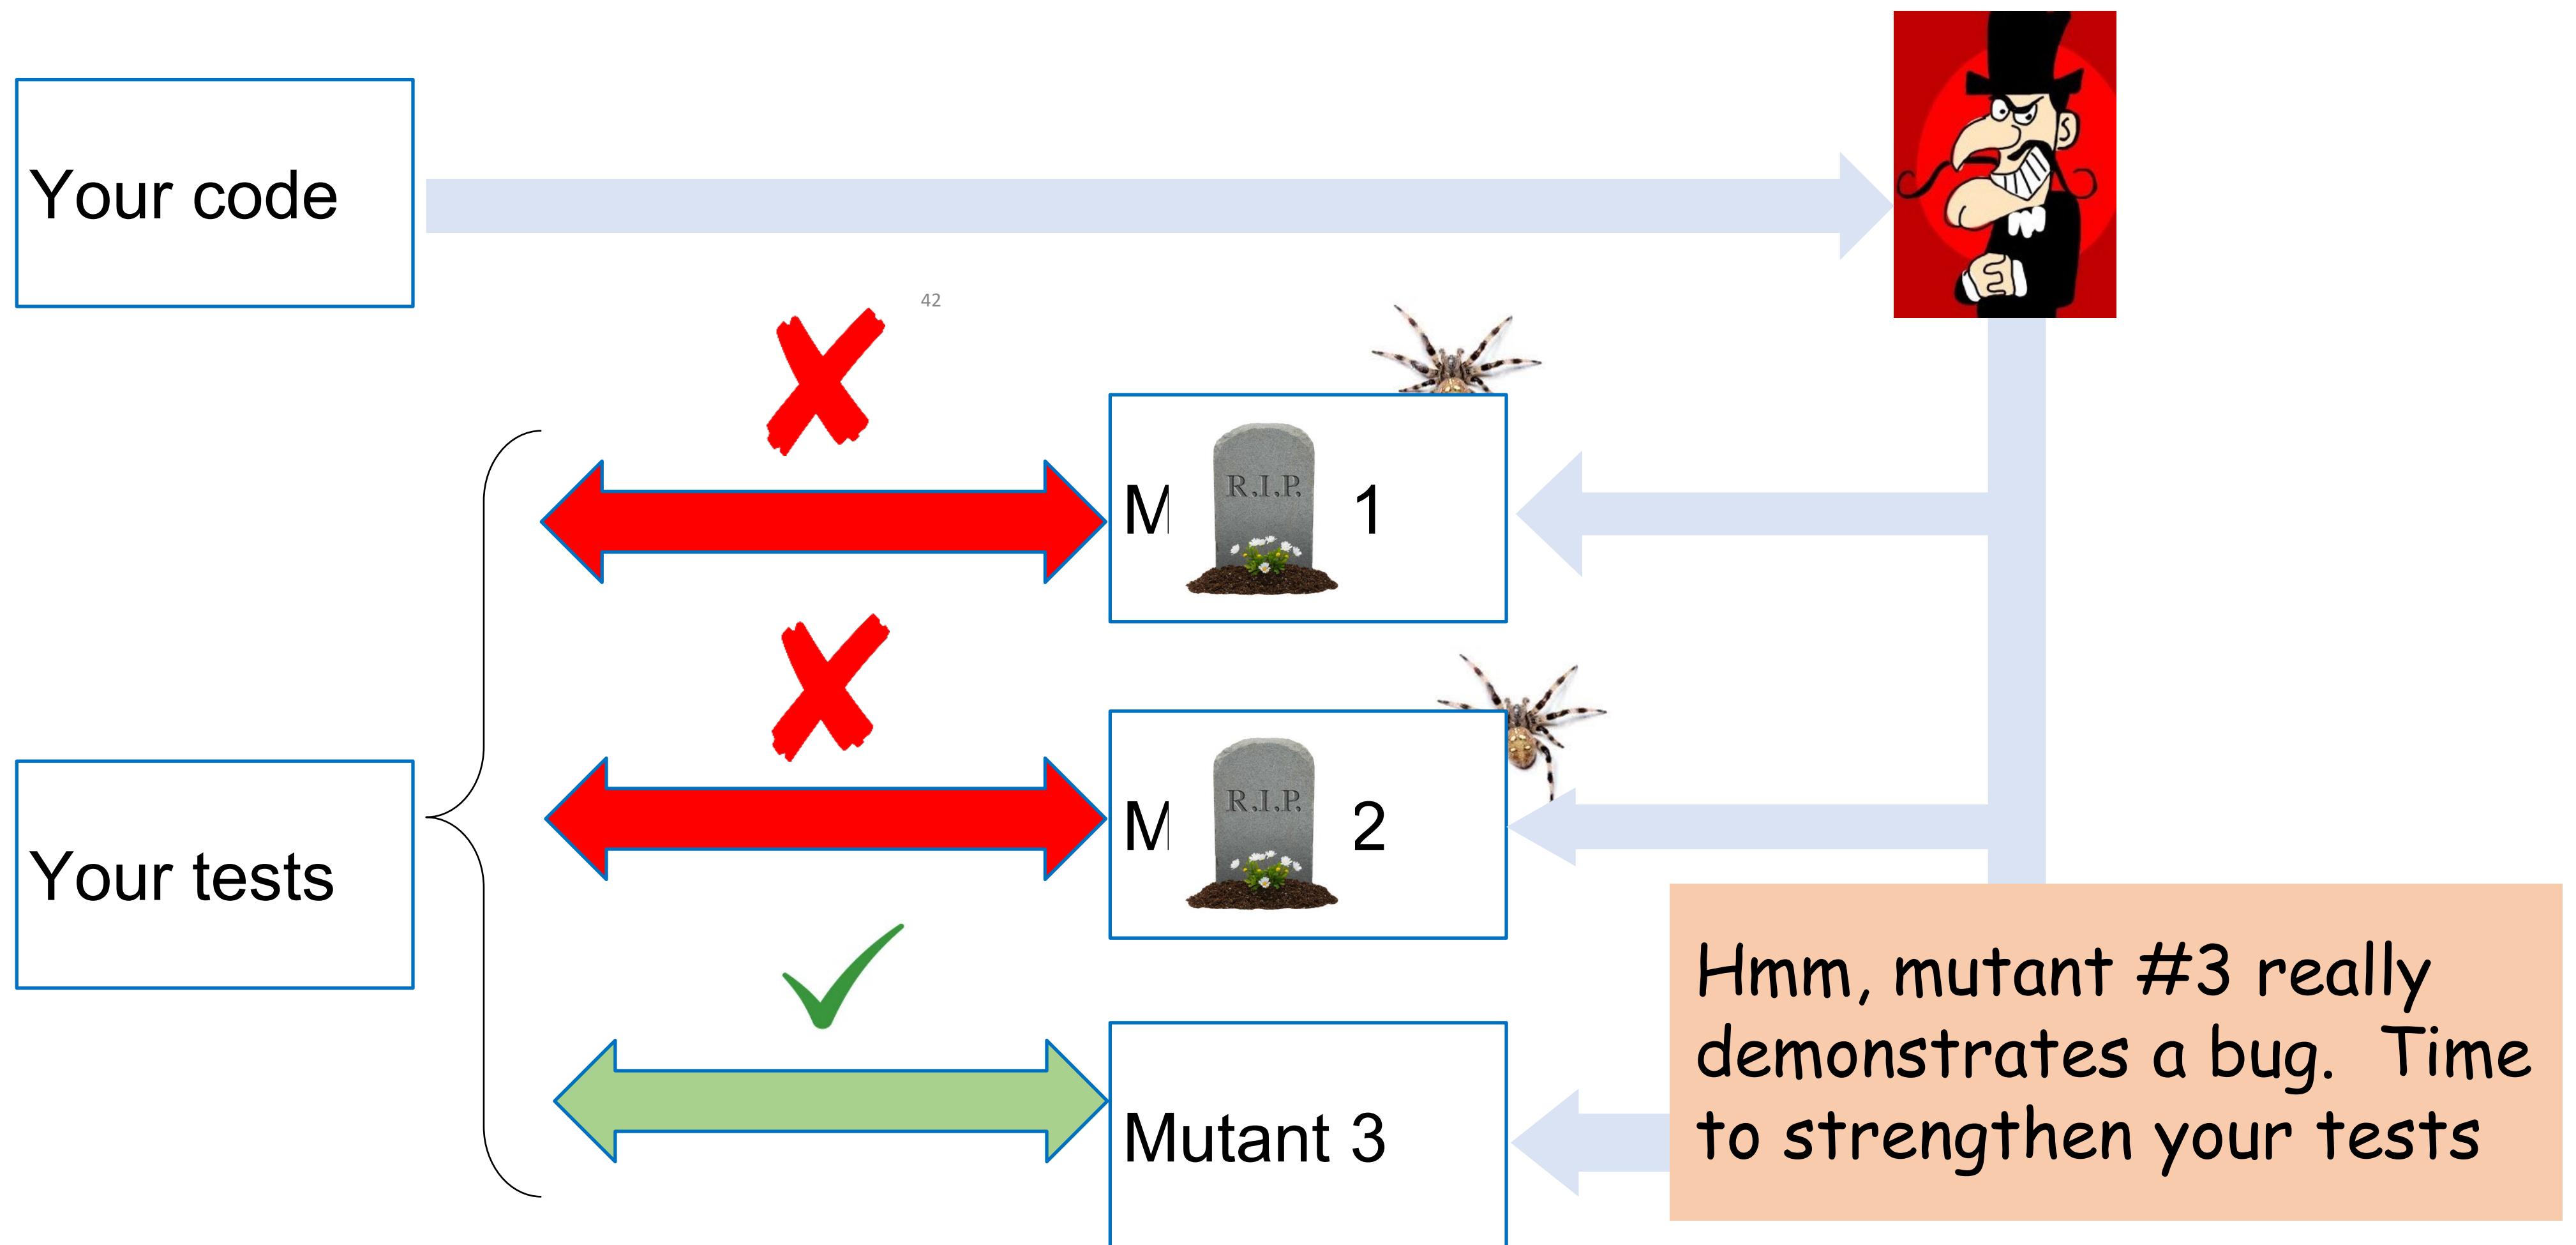 Your code
42
M
R.I.P.
1
M
R.I.P.
2
Your tests
Mutant 3
Hmm, mutant #3 really
demonstrates a bug. Time
to strengthen your tests